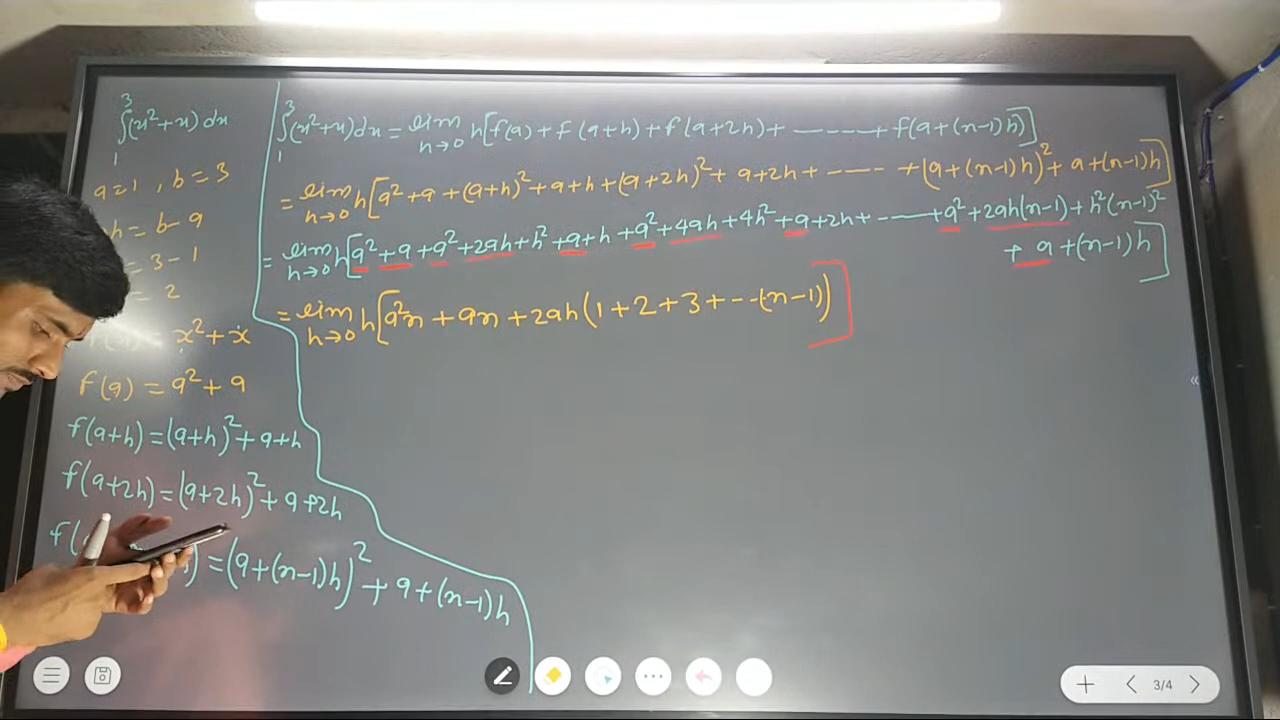 ∫₁³(x²+x) dx
a=1, b=3
h = b-a
= 3-1
= 2
= x²+x
f(a) = a²+a
f(a+h)=(a+h)²+a+h
f(a+2h)=(a+2h)²+a+2h
f( )=(a+(n-1)h)²+a+(n-1)h
∫₁³(x²+x)dx = lim h→0 h[f(a)+f(a+h)+f(a+2h)+------+f(a+(n-1)h)]
= lim h→0 h[a²+a+(a+h)²+a+h+(a+2h)²+a+2h+------+(a+(n-1)h)²+a+(n-1)h]
= lim h→0 h[a²+a+a²+2ah+h²+a+h+a²+4ah+4h²+a+2h+------+a²+2ah(n-1)+h²(n-1)²
+a+(n-1)h]
= lim h→0 h[a²n+an+2ah(1+2+3+---(n-1))]
3/4